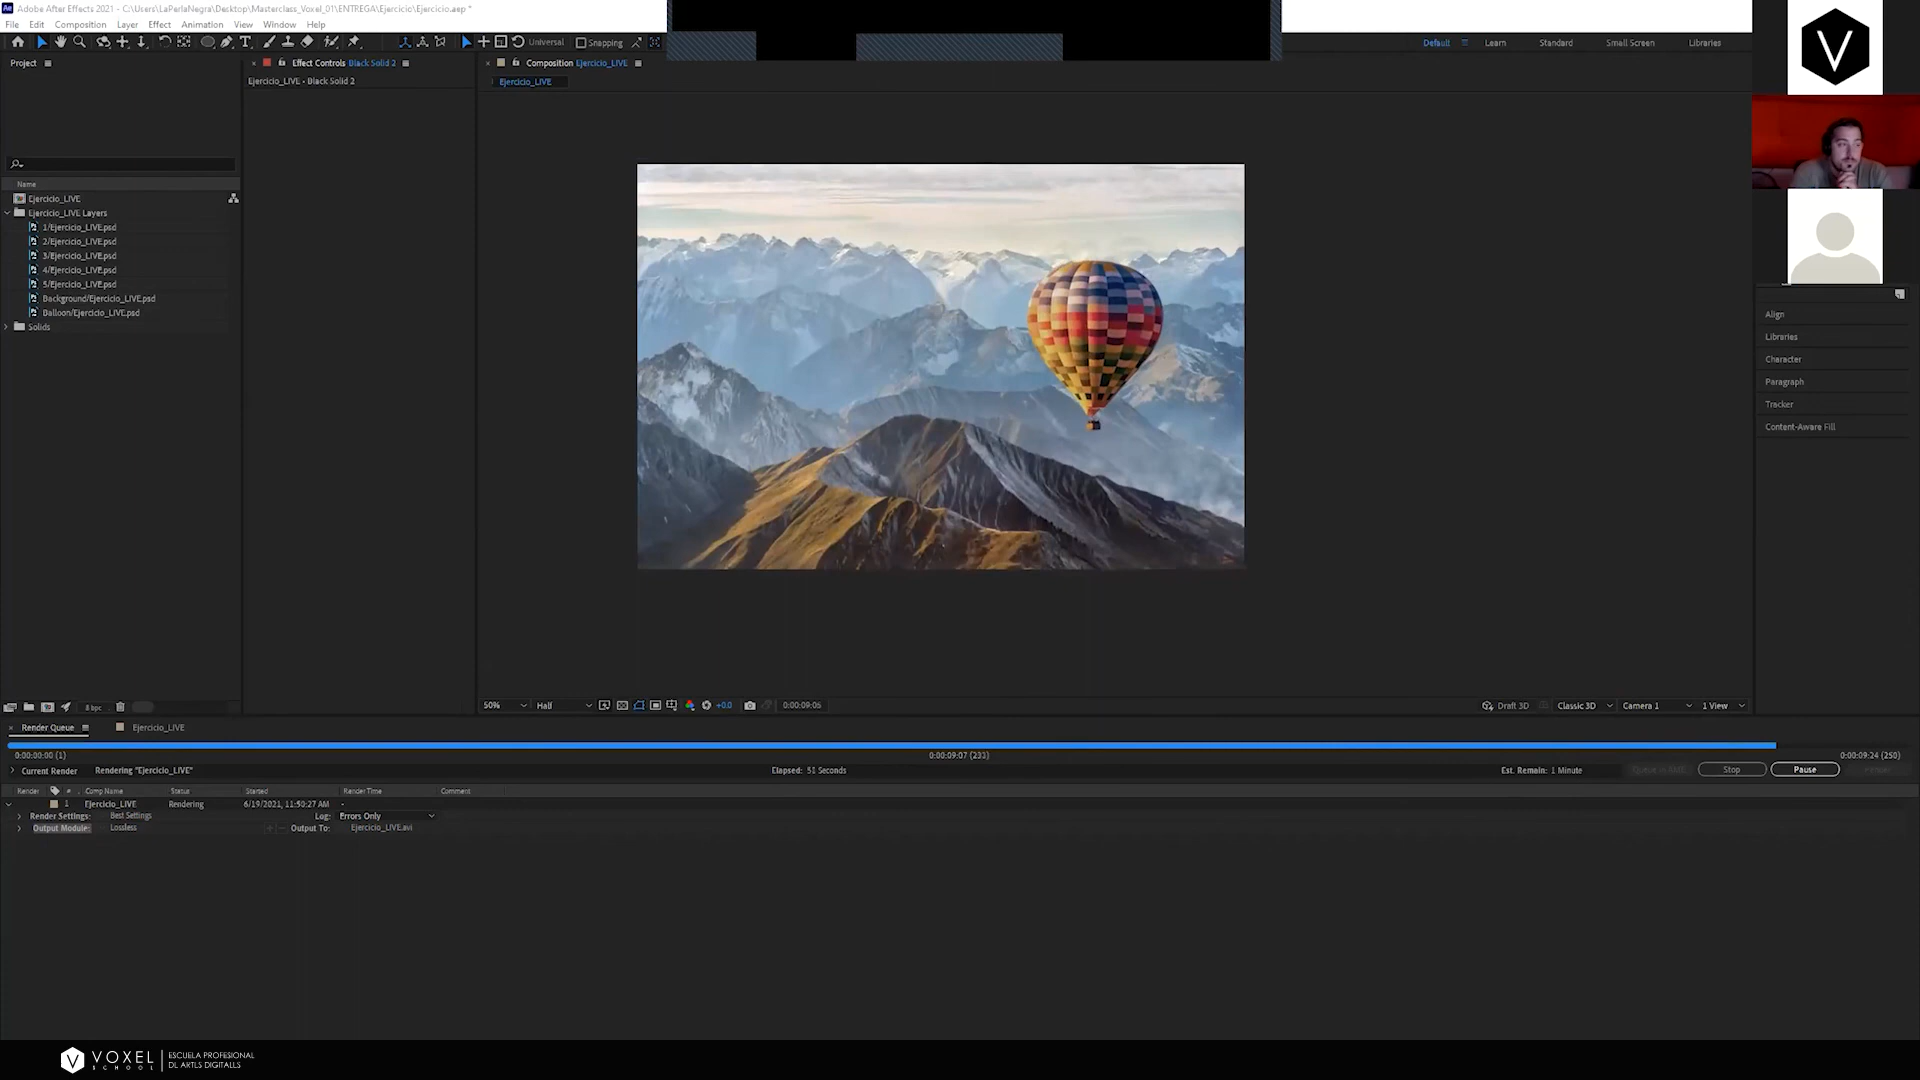 Adobe After Effects 2021 - C:\Users\LaPerlaNegra\Desktop\Masterclass_Voxel_01\ENTREGA\Ejercicio\Ejercicio.aep *
File Edit Composition Layer Effect Animation View Window Help
Universal Snapping
Default Learn Standard Small Screen Libraries
Project
Effect Controls Black Solid 2
Composition Ejercicio_LIVE
Ejercicio_LIVE • Black Solid 2
Ejercicio_LIVE
Name
Ejercicio_LIVE
Ejercicio_LIVE Layers
1/Ejercicio_LIVE.psd
2/Ejercicio_LIVE.psd
3/Ejercicio_LIVE.psd
4/Ejercicio_LIVE.psd
5/Ejercicio_LIVE.psd
Background/Ejercicio_LIVE.psd
Balloon/Ejercicio_LIVE.psd
Solids
Align
Libraries
Character
Paragraph
Tracker
Content-Aware Fill
8 bpc
50% Half +0.0 0:00:09:06
Draft 3D Classic 3D Camera 1 1 View
Render Queue Ejercicio_LIVE
0:00:00:00 (1) 0:00:09:07 (233) 0:00:09:24 (250)
Current Render Rendering "Ejercicio_LIVE" Elapsed: 51 Seconds Est. Remain: 1 Minute Stop Pause
Render # Comp Name Status Started Render Time Comment
1 Ejercicio_LIVE Rendering 6/19/2021, 11:50:27 AM -
Render Settings: Best Settings Log: Errors Only
Output Module: Lossless Output To: Ejercicio_LIVE.avi
VOXEL
SCHOOL
ESCUELA PROFESIONAL
DE ARTES DIGITALES